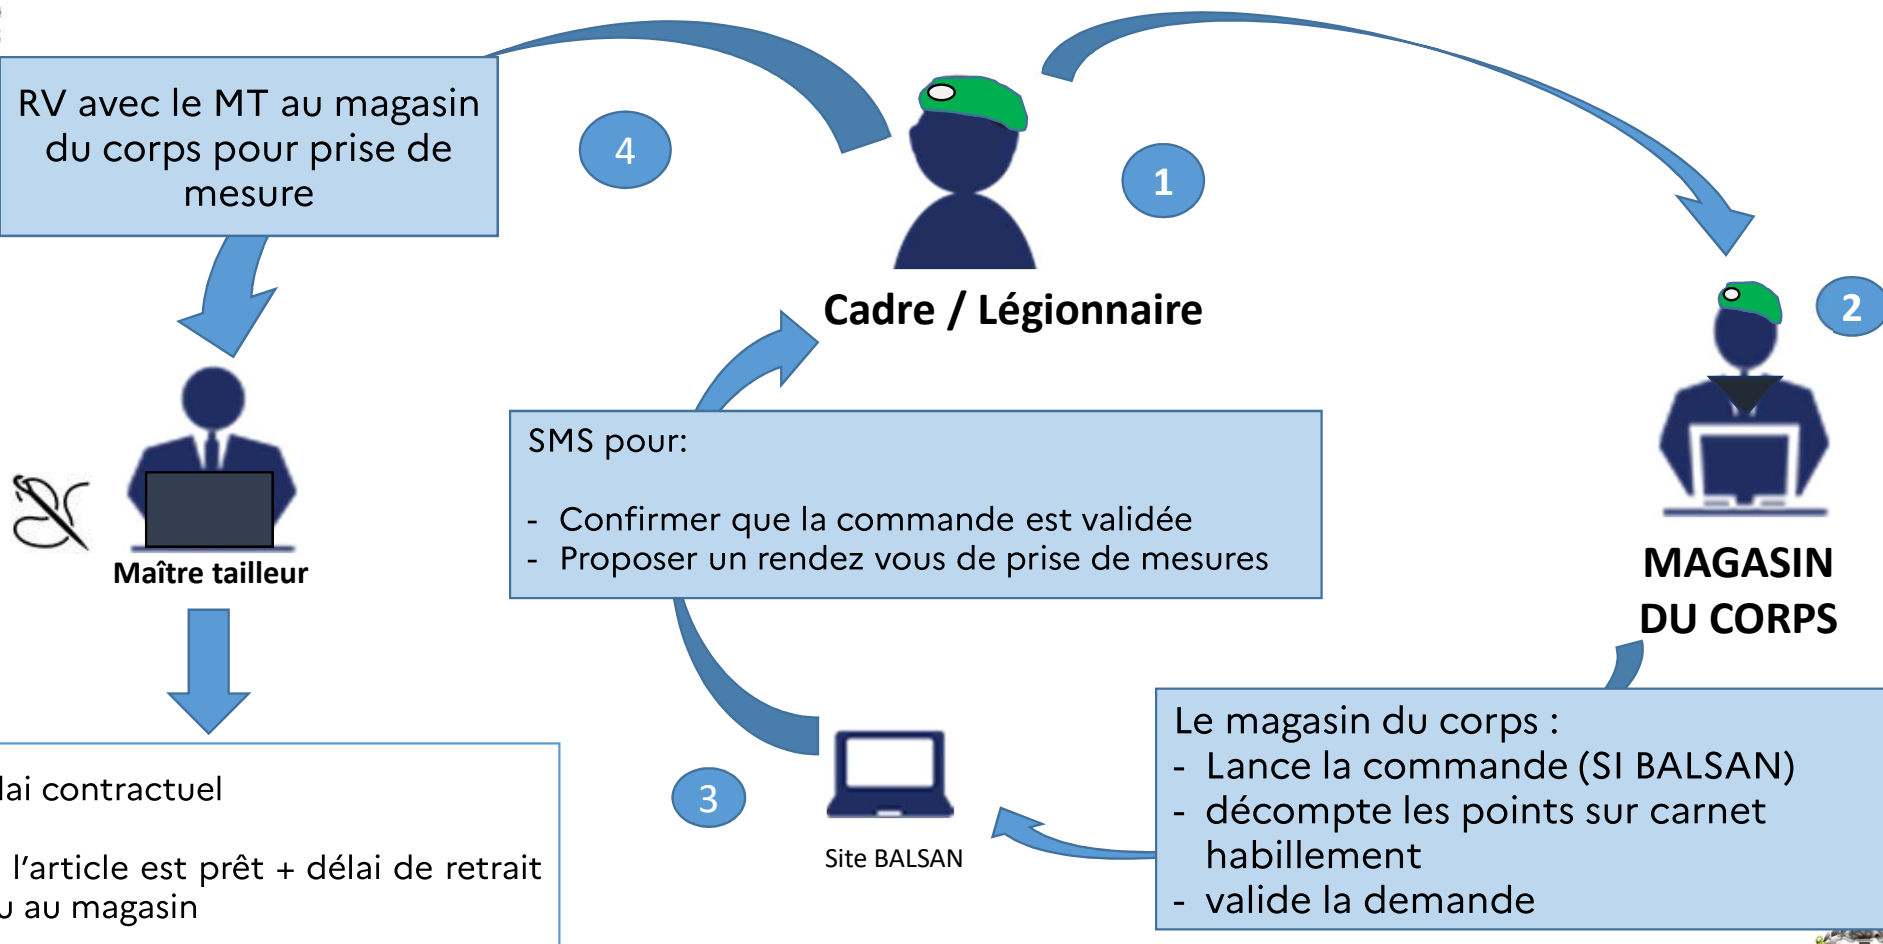 RV avec le MT au magasin
du corps pour prise de
mesure
4
1
Cadre / Légionnaire
2
SMS pour:
- Confirmer que la commande est validée
- Proposer un rendez vous de prise de mesures
Maître tailleur
MAGASIN
DU CORPS
3
Site BALSAN
Le magasin du corps :
- Lance la commande (SI BALSAN)
- décompte les points sur carnet
habillement
- valide la demande
lai contractuel
l'article est prêt + délai de retrait
u au magasin